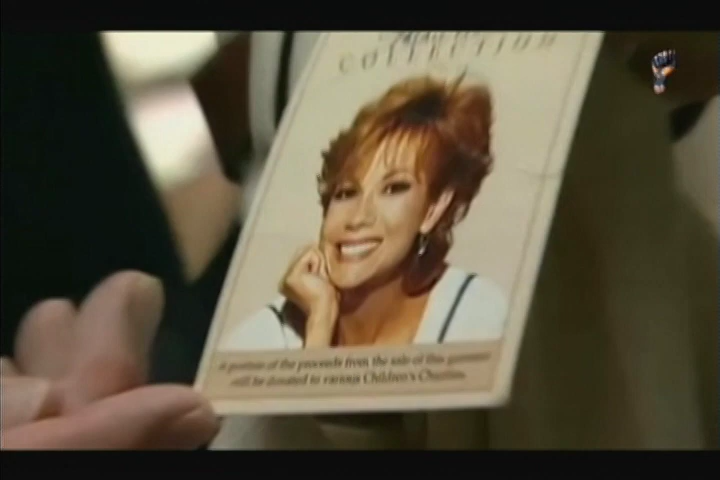 COLLECTION
A portion of the proceeds from the sale of this garment
will be donated to various Children's Charities.